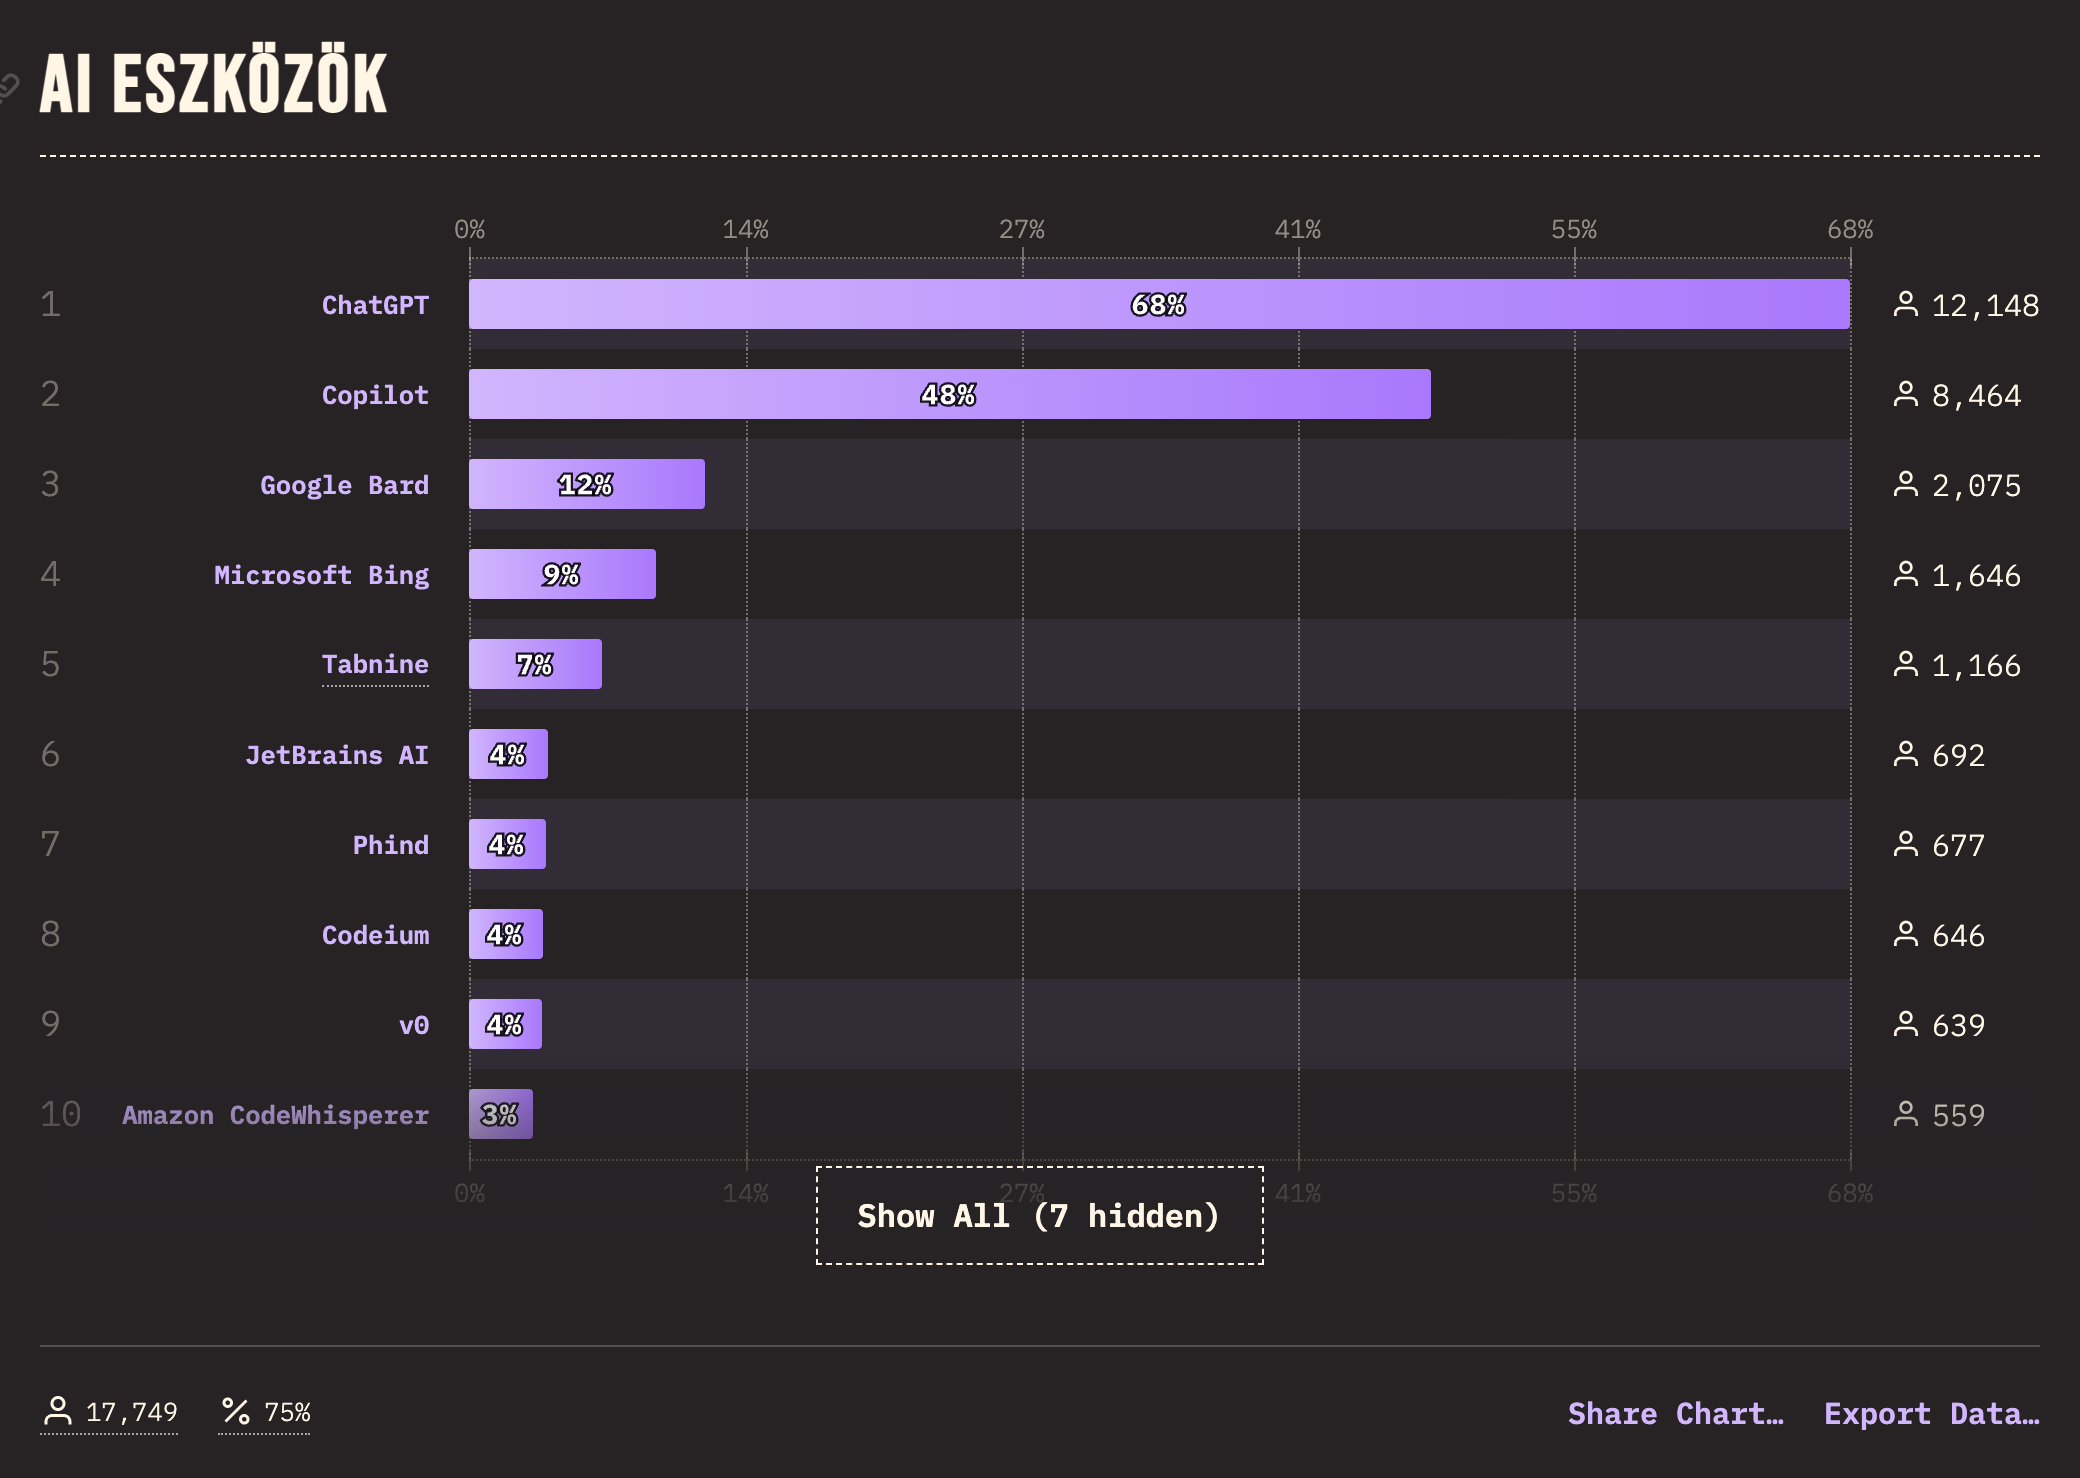 AI ESZKÖZÖK
0% 14% 27% 41% 55% 68%
1 ChatGPT 68% 12,148
2 Copilot 48% 8,464
3 Google Bard 12% 2,075
4 Microsoft Bing 9% 1,646
5 Tabnine 7% 1,166
6 JetBrains AI 4% 692
7 Phind 4% 677
8 Codeium 4% 646
9 v0 4% 639
10 Amazon CodeWhisperer 3% 559
0% 14% 27% 41% 55% 68%
Show All (7 hidden)
17,749 % 75% Share Chart… Export Data…